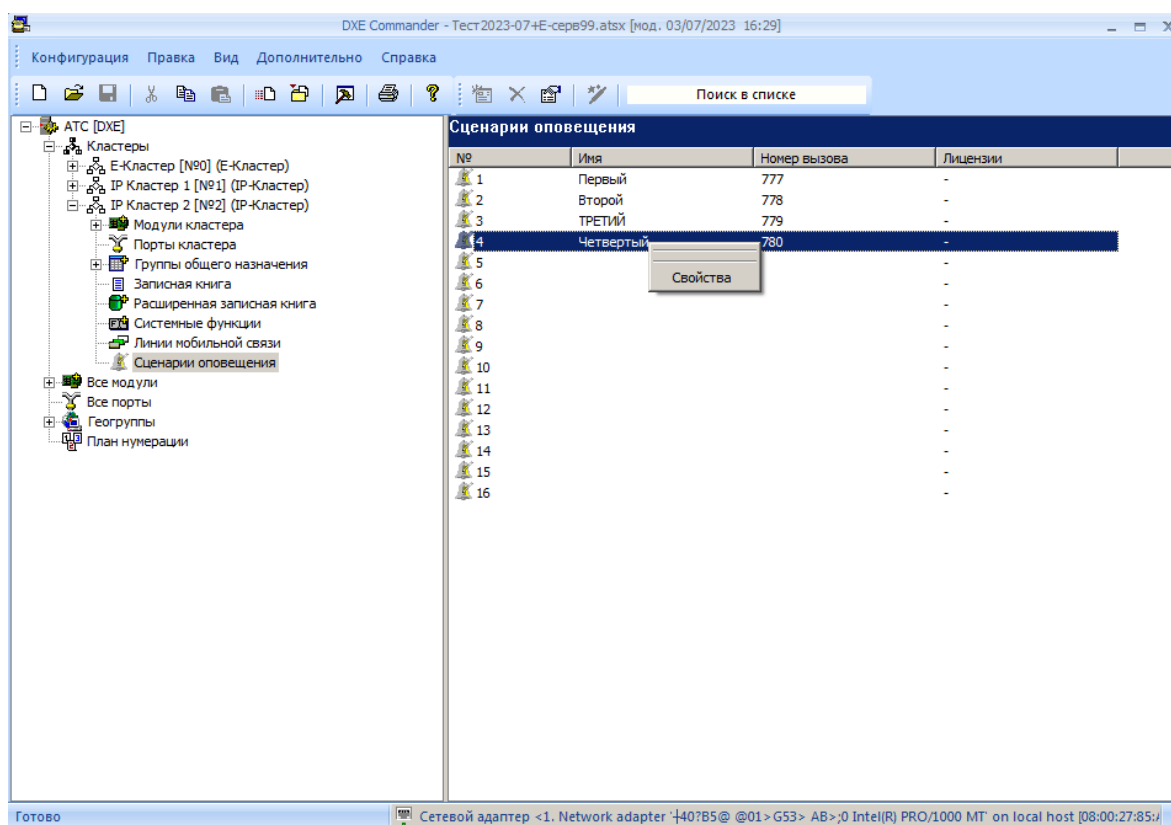 DXE Commander - Тест2023-07+Е-серв99.atsx [мод. 03/07/2023 16:29]
Конфигурация Правка Вид Дополнительно Справка
Поиск в списке
АТС [DXE]
Кластеры
Е-Кластер [№0] (Е-Кластер)
IP Кластер 1 [№1] (IP-Кластер)
IP Кластер 2 [№2] (IP-Кластер)
Модули кластера
Порты кластера
Группы общего назначения
Записная книга
Расширенная записная книга
Системные функции
Линии мобильной связи
Сценарии оповещения
Все модули
Все порты
Геогруппы
План нумерации
Сценарии оповещения
№ Имя Номер вызова Лицензии
1 Первый 777 -
2 Второй 778 -
3 ТРЕТИЙ 779 -
4 Четвертый 780 -
5 -
6 -
7 -
8 -
9 -
10 -
11 -
12 -
13 -
14 -
15 -
16 -
Свойства
Готово
Сетевой адаптер <1. Network adapter '┼40?B5@ @01>G53> AB>;0 Intel(R) PRO/1000 MT' on local host [08:00:27:85: